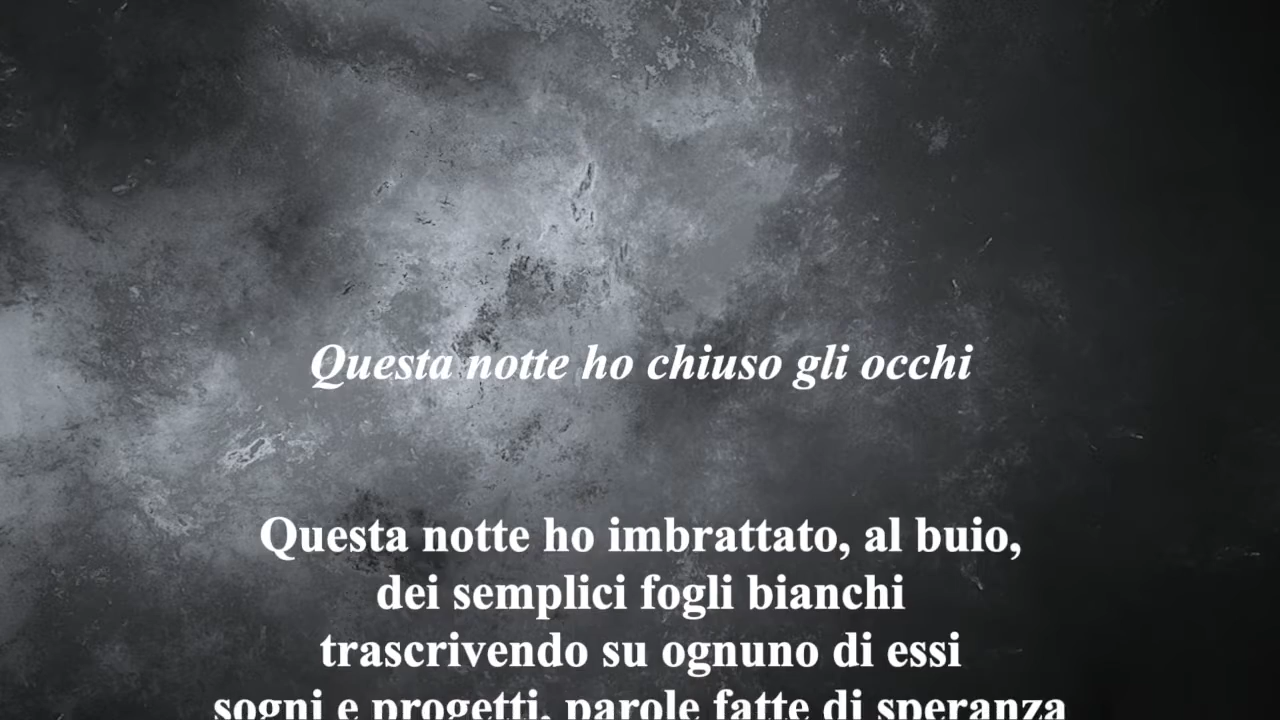 Questa notte ho chiuso gli occhi
Questa notte ho imbrattato, al buio,
dei semplici fogli bianchi
trascrivendo su ognuno di essi
sogni e progetti, parole fatte di speranza